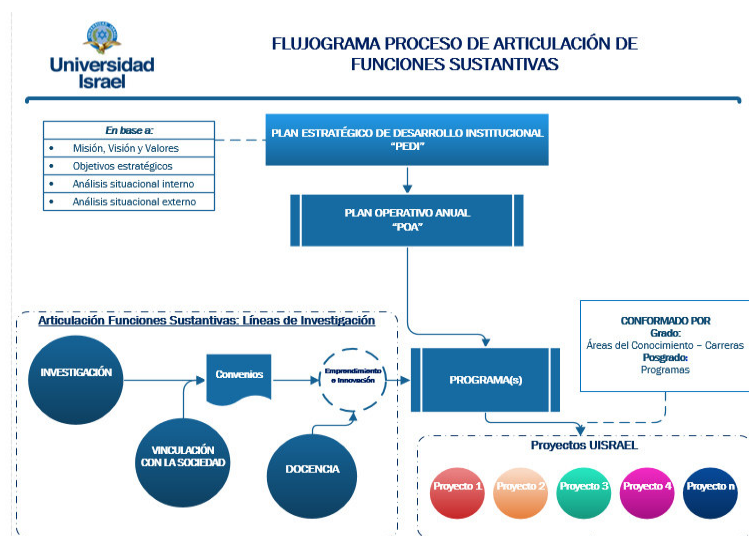 Universidad
Israel
FLUJOGRAMA PROCESO DE ARTICULACIÓN DE
FUNCIONES SUSTANTIVAS
En base a:
• Misión, Visión y Valores
• Objetivos estratégicos
• Análisis situacional interno
• Análisis situacional externo
PLAN ESTRATÉGICO DE DESARROLLO INSTITUCIONAL
"PEDI"
PLAN OPERATIVO ANUAL
"POA"
Articulación Funciones Sustantivas: Líneas de Investigación
INVESTIGACIÓN
Convenios
Emprendimiento
e Innovación
VINCULACIÓN
CON LA SOCIEDAD
DOCENCIA
PROGRAMA(s)
CONFORMADO POR
Grado:
Áreas del Conocimiento – Carreras
Posgrado:
Programas
Proyectos UISRAEL
Proyecto 1
Proyecto 2
Proyecto 3
Proyecto 4
Proyecto n